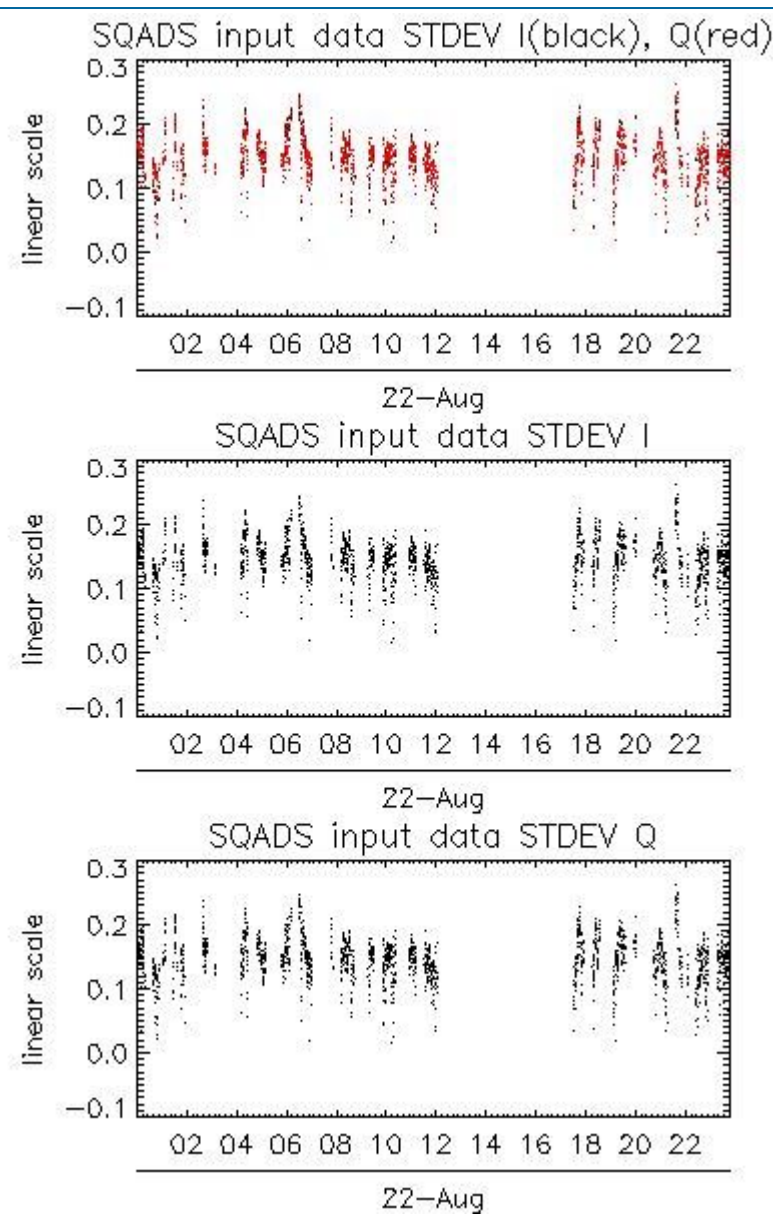 SQADS input data STDEV I(black), Q(red)
0.3
0.2
0.1
0.0
−0.1
linear scale
02 04 06 08 10 12 14 16 18 20 22
22−Aug
SQADS input data STDEV I
0.3
0.2
0.1
0.0
−0.1
linear scale
02 04 06 08 10 12 14 16 18 20 22
22−Aug
SQADS input data STDEV Q
0.3
0.2
0.1
0.0
−0.1
linear scale
02 04 06 08 10 12 14 16 18 20 22
22−Aug